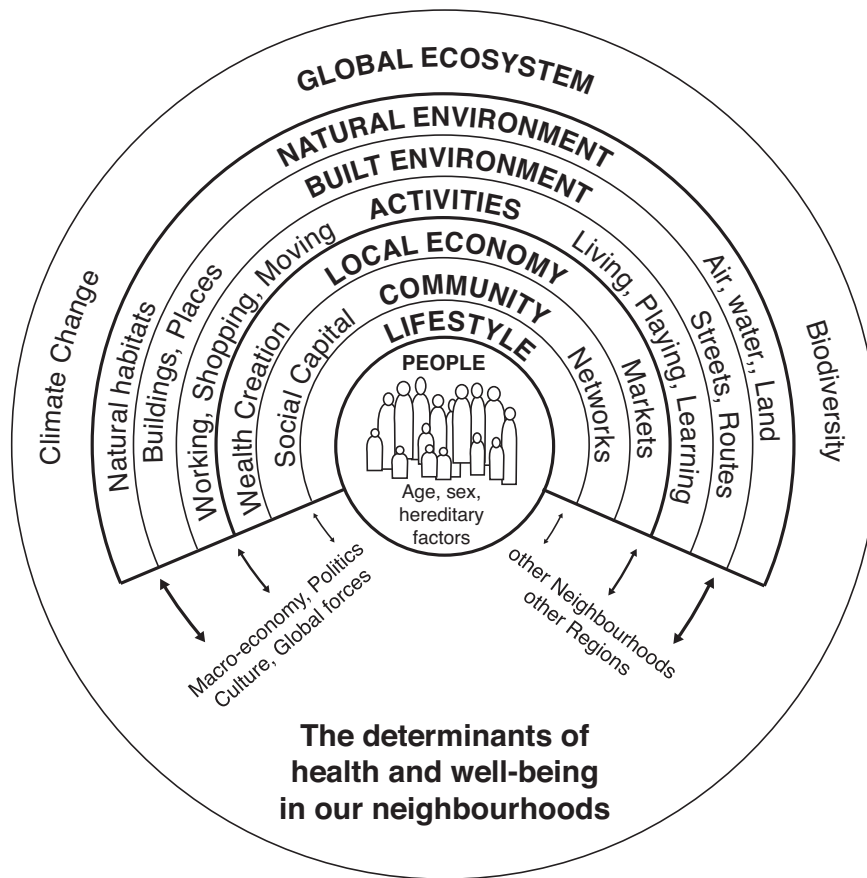 GLOBAL ECOSYSTEM
Climate Change
Biodiversity
NATURAL ENVIRONMENT
Natural habitats
Air, water,, Land
BUILT ENVIRONMENT
Buildings, Places
Streets, Routes
ACTIVITIES
Working, Shopping, Moving
Living, Playing, Learning
LOCAL ECONOMY
Wealth Creation
Markets
COMMUNITY
Social Capital
Networks
LIFESTYLE
PEOPLE
Age, sex,
hereditary
factors
Macro-economy, Politics
Culture, Global forces
other Neighbourhoods
other Regions
The determinants of
health and well-being
in our neighbourhoods